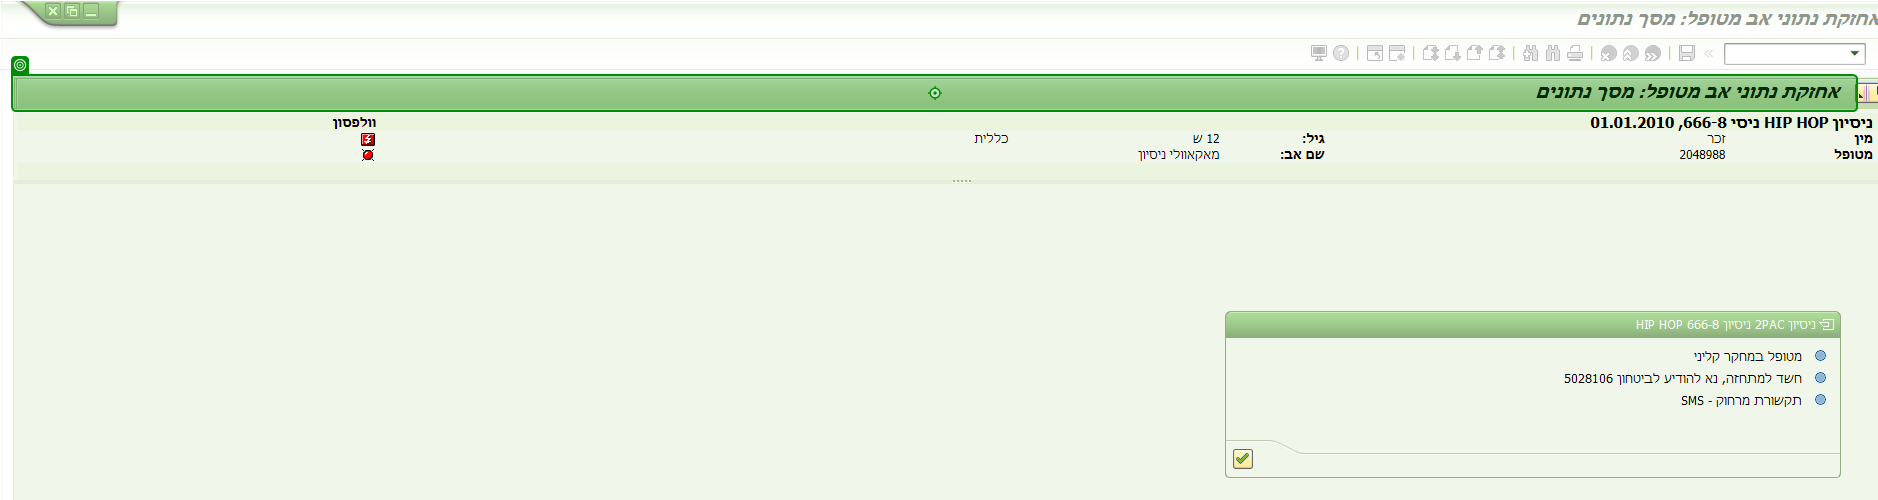 אחזקת נתוני אב מטופל: מסך נתונים
אחזקת נתוני אב מטופל: מסך נתונים
ניסיון HIP HOP ניסי 666-8, 01.01.2010 וולפסון
מין זכר גיל: 12 ש כללית
מטופל 2048988 שם אב: מאקאוולי ניסיון
ניסיון 2PAC ניסיון HIP HOP 666-8
מטופל במחקר קליני
חשד למתחזה, נא להודיע לביטחון 5028106
תקשורת מרחוק - SMS